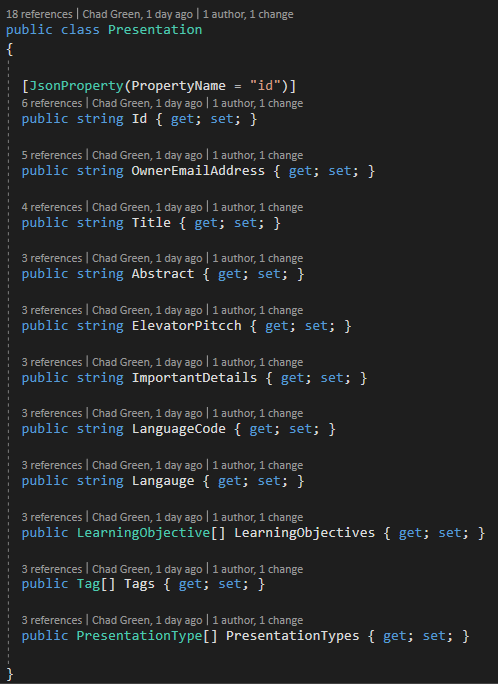 18 references | Chad Green, 1 day ago | 1 author, 1 change
public class Presentation
{
[JsonProperty(PropertyName = "id")]
6 references | Chad Green, 1 day ago | 1 author, 1 change
public string Id { get; set; }
5 references | Chad Green, 1 day ago | 1 author, 1 change
public string OwnerEmailAddress { get; set; }
4 references | Chad Green, 1 day ago | 1 author, 1 change
public string Title { get; set; }
3 references | Chad Green, 1 day ago | 1 author, 1 change
public string Abstract { get; set; }
3 references | Chad Green, 1 day ago | 1 author, 1 change
public string ElevatorPitcch { get; set; }
3 references | Chad Green, 1 day ago | 1 author, 1 change
public string ImportantDetails { get; set; }
3 references | Chad Green, 1 day ago | 1 author, 1 change
public string LanguageCode { get; set; }
3 references | Chad Green, 1 day ago | 1 author, 1 change
public string Langauge { get; set; }
3 references | Chad Green, 1 day ago | 1 author, 1 change
public LearningObjective[] LearningObjectives { get; set; }
3 references | Chad Green, 1 day ago | 1 author, 1 change
public Tag[] Tags { get; set; }
3 references | Chad Green, 1 day ago | 1 author, 1 change
public PresentationType[] PresentationTypes { get; set; }
}